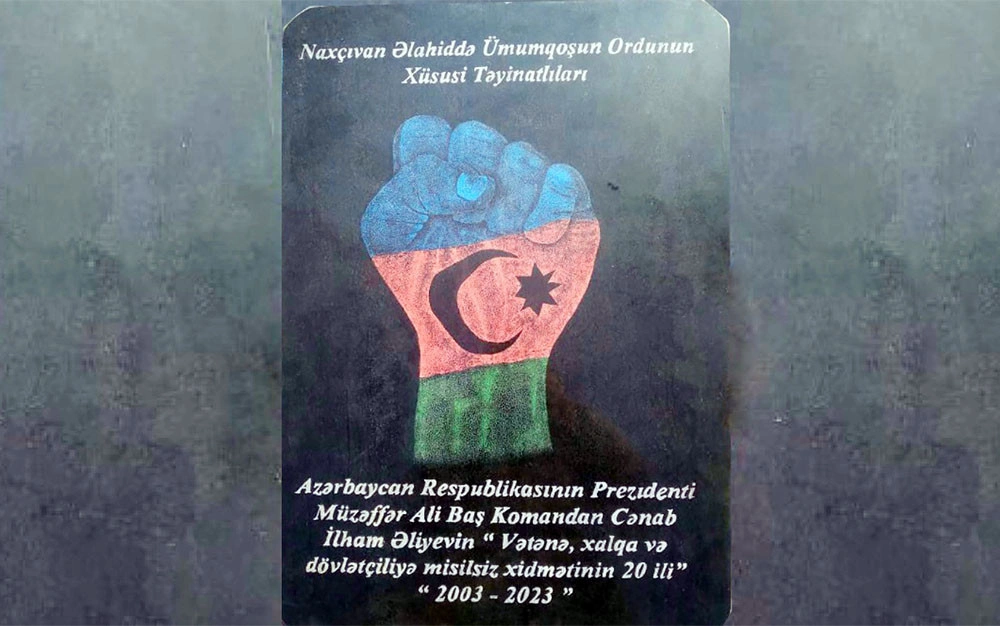 Naxçıvan Əlahiddə Ümumqoşun Ordunun
Xüsusi Təyinatlıları
Azərbaycan Respublikasının Prezıdenti
Müzəffər Ali Baş Komandan Cənab
İlham Əliyevin “ Vətənə, xalqa və
dövlətçiliyə misilsiz xidmətinin 20 ili”
“ 2003 - 2023 ”